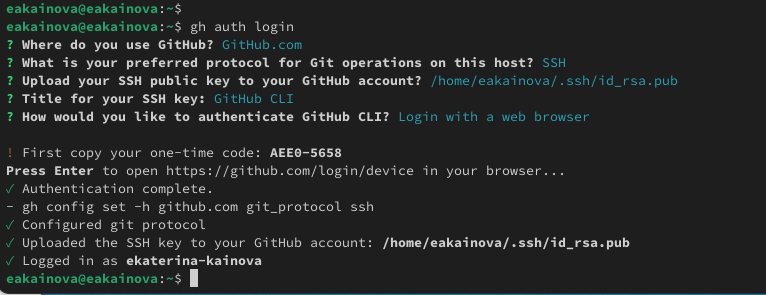 eakainova@eakainova:~$
eakainova@eakainova:~$ gh auth login
? Where do you use GitHub? GitHub.com
? What is your preferred protocol for Git operations on this host? SSH
? Upload your SSH public key to your GitHub account? /home/eakainova/.ssh/id_rsa.pub
? Title for your SSH key: GitHub CLI
? How would you like to authenticate GitHub CLI? Login with a web browser
! First copy your one-time code: AEE0-5658
Press Enter to open https://github.com/login/device in your browser...
✓ Authentication complete.
- gh config set -h github.com git_protocol ssh
✓ Configured git protocol
✓ Uploaded the SSH key to your GitHub account: /home/eakainova/.ssh/id_rsa.pub
✓ Logged in as ekaterina-kainova
eakainova@eakainova:~$